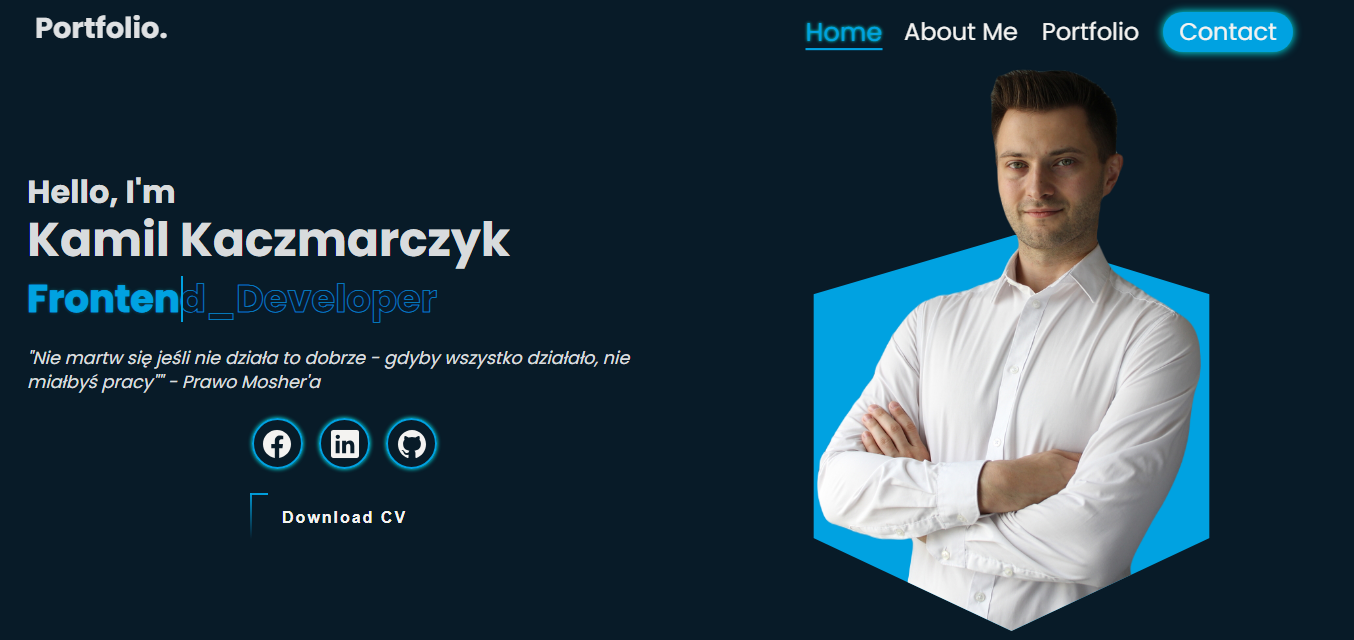 Portfolio.
Home About Me Portfolio Contact
Hello, I'm
Kamil Kaczmarczyk
Frontend_Developer
"Nie martw się jeśli nie działa to dobrze - gdyby wszystko działało, nie
miałbyś pracy"" - Prawo Mosher'a
in
Download CV